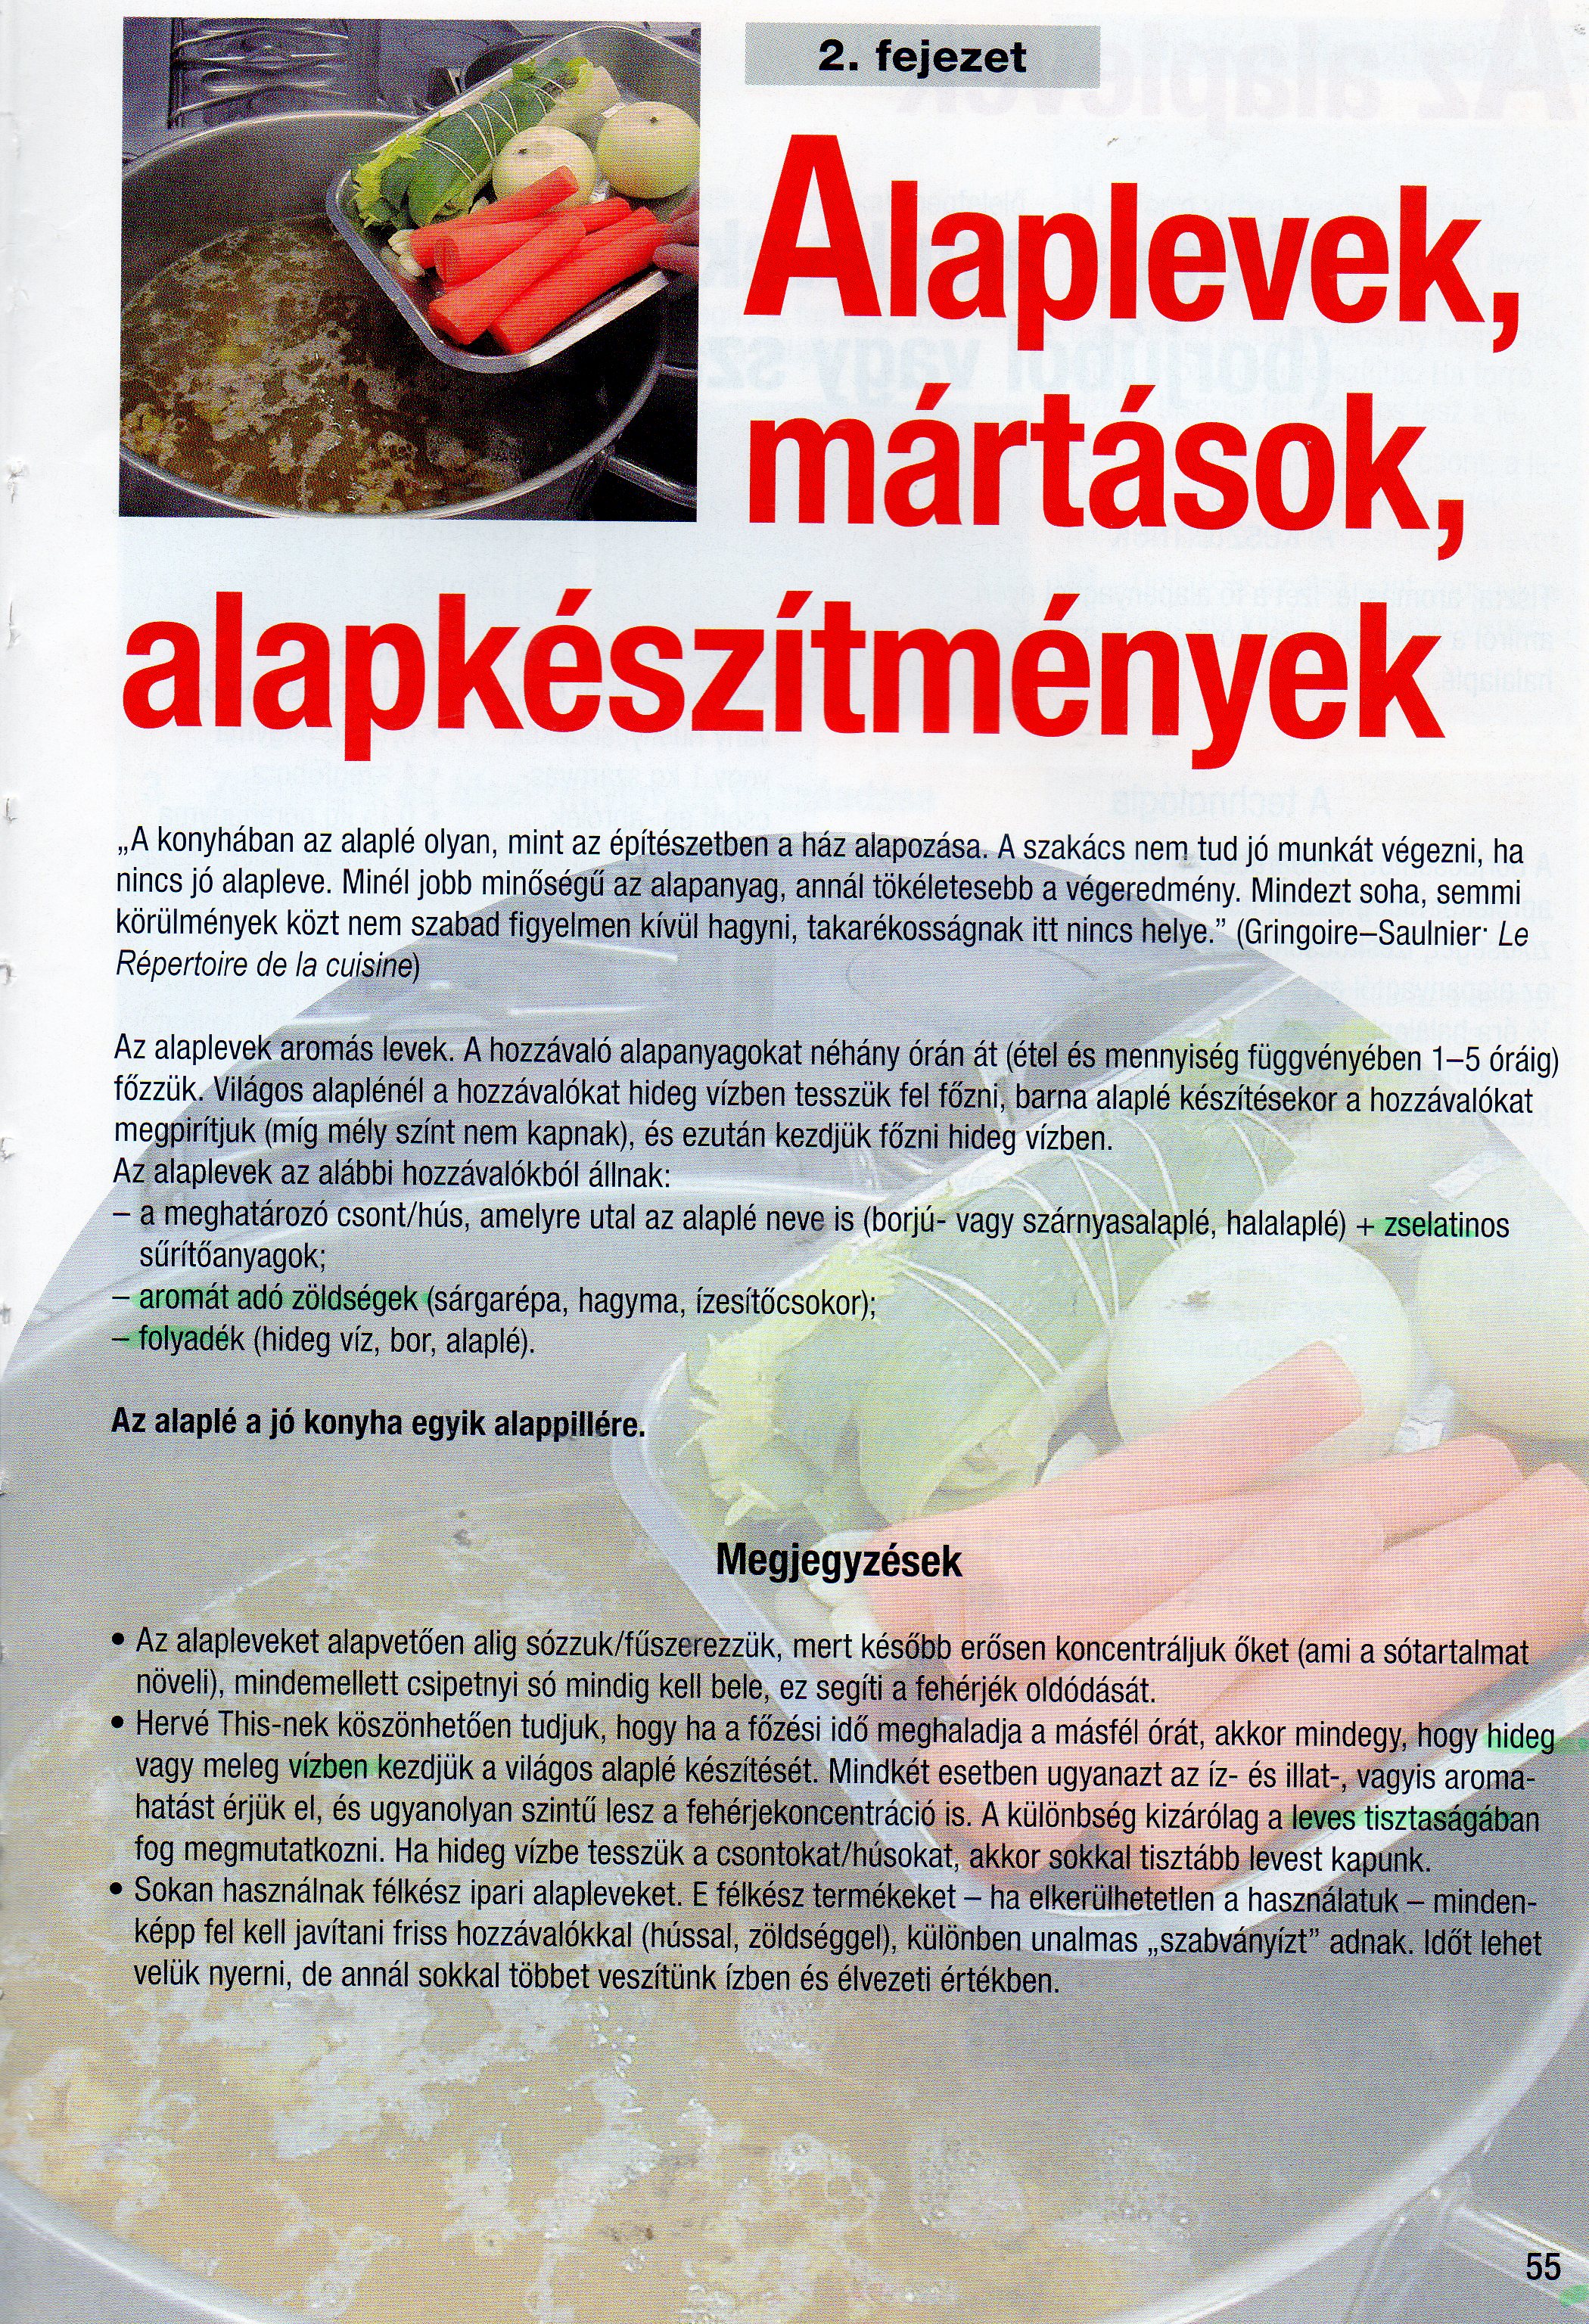 2. fejezet
Alaplevek,
mártások,
alapkészítmények
„A konyhában az alaplé olyan, mint az építészetben a ház alapozása. A szakács nem tud jó munkát végezni, ha
nincs jó alapleve. Minél jobb minőségű az alapanyag, annál tökéletesebb a végeredmény. Mindezt soha, semmi
körülmények közt nem szabad figyelmen kívül hagyni, takarékosságnak itt nincs helye.” (Gringoire–Saulnier: Le
Répertoire de la cuisine)
Az alaplevek aromás levek. A hozzávaló alapanyagokat néhány órán át (étel és mennyiség függvényében 1–5 óráig)
főzzük. Világos alaplénél a hozzávalókat hideg vízben tesszük fel főzni, barna alaplé készítésekor a hozzávalókat
megpirítjuk (míg mély színt nem kapnak), és ezután kezdjük főzni hideg vízben.
Az alaplevek az alábbi hozzávalókból állnak:
– a meghatározó csont/hús, amelyre utal az alaplé neve is (borjú- vagy szárnyasalaplé, halalaplé) + zselatinos
sűrítőanyagok;
– aromát adó zöldségek (sárgarépa, hagyma, ízesítőcsokor);
– folyadék (hideg víz, bor, alaplé).
Az alaplé a jó konyha egyik alappillére.
Megjegyzések
• Az alapleveket alapvetően alig sózzuk/fűszerezzük, mert később erősen koncentráljuk őket (ami a sótartalmat
növeli), mindemellett csipetnyi só mindig kell bele, ez segíti a fehérjék oldódását.
• Hervé This-nek köszönhetően tudjuk, hogy ha a főzési idő meghaladja a másfél órát, akkor mindegy, hogy hideg
vagy meleg vízben kezdjük a világos alaplé készítését. Mindkét esetben ugyanazt az íz- és illat-, vagyis aroma-
hatást érjük el, és ugyanolyan szintű lesz a fehérjekoncentráció is. A különbség kizárólag a leves tisztaságában
fog megmutatkozni. Ha hideg vízbe tesszük a csontokat/húsokat, akkor sokkal tisztább levest kapunk.
• Sokan használnak félkész ipari alapleveket. E félkész termékeket – ha elkerülhetetlen a használatuk – minden-
képp fel kell javítani friss hozzávalókkal (hússal, zöldséggel), különben unalmas „szabványízt” adnak. Időt lehet
velük nyerni, de annál sokkal többet veszítünk ízben és élvezeti értékben.
55